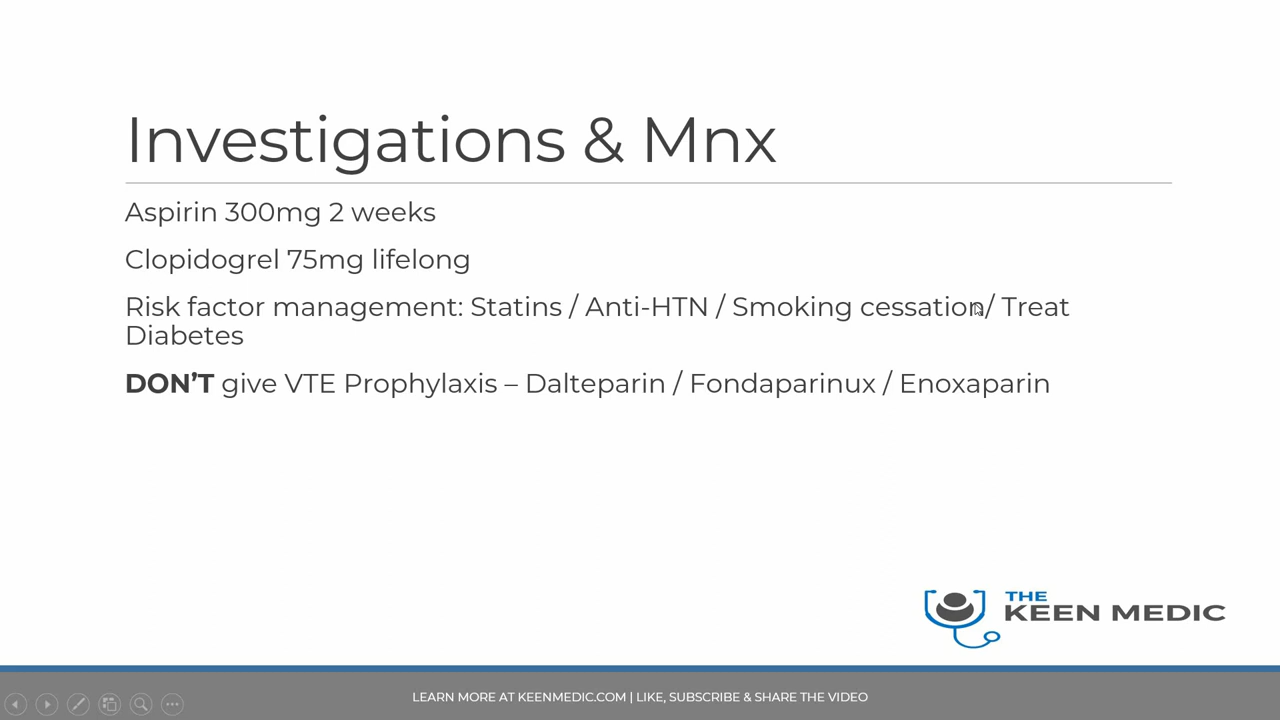 Investigations & Mnx
Aspirin 300mg 2 weeks
Clopidogrel 75mg lifelong
Risk factor management: Statins / Anti-HTN / Smoking cessation/ Treat
Diabetes
DON’T give VTE Prophylaxis – Dalteparin / Fondaparinux / Enoxaparin
THE
KEEN MEDIC
LEARN MORE AT KEENMEDIC.COM | LIKE, SUBSCRIBE & SHARE THE VIDEO